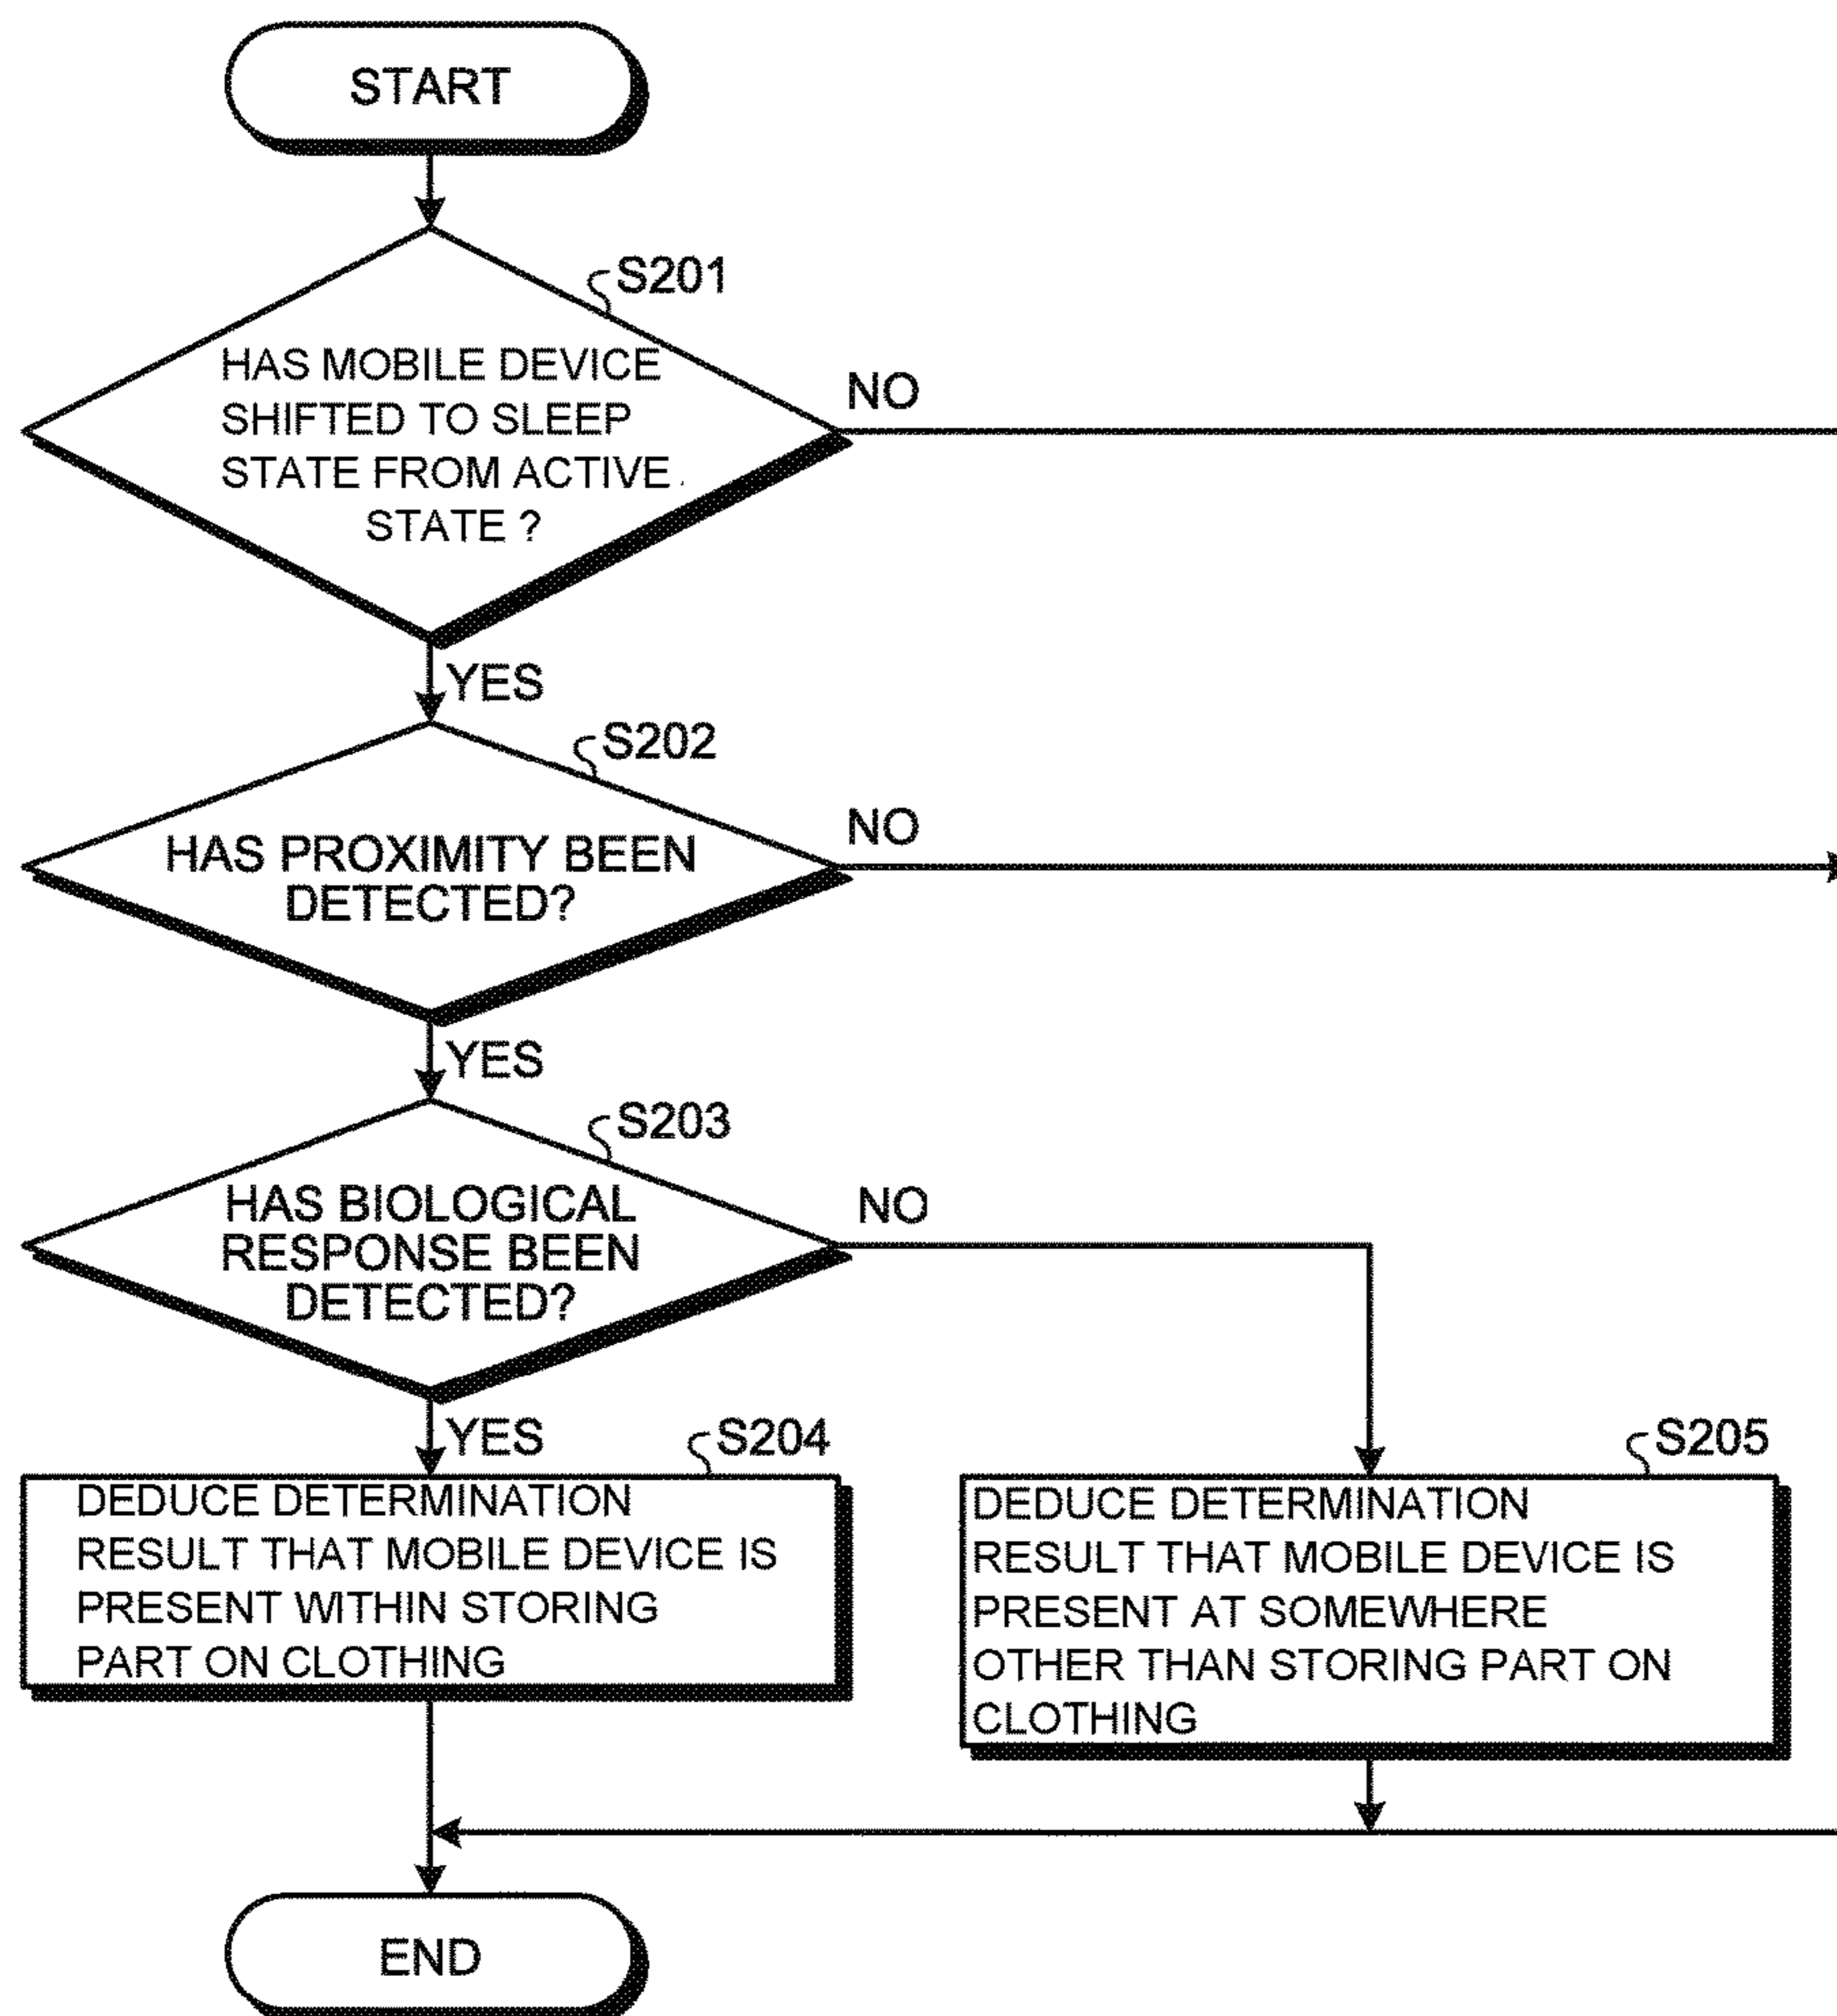 START
S201
HAS MOBILE DEVICE
SHIFTED TO SLEEP
STATE FROM ACTIVE
STATE ?
NO
YES
S202
HAS PROXIMITY BEEN
DETECTED?
NO
YES
S203
HAS BIOLOGICAL
RESPONSE BEEN
DETECTED?
NO
YES
S204
DEDUCE DETERMINATION
RESULT THAT MOBILE DEVICE IS
PRESENT WITHIN STORING
PART ON CLOTHING
S205
DEDUCE DETERMINATION
RESULT THAT MOBILE DEVICE IS
PRESENT AT SOMEWHERE
OTHER THAN STORING PART ON
CLOTHING
END